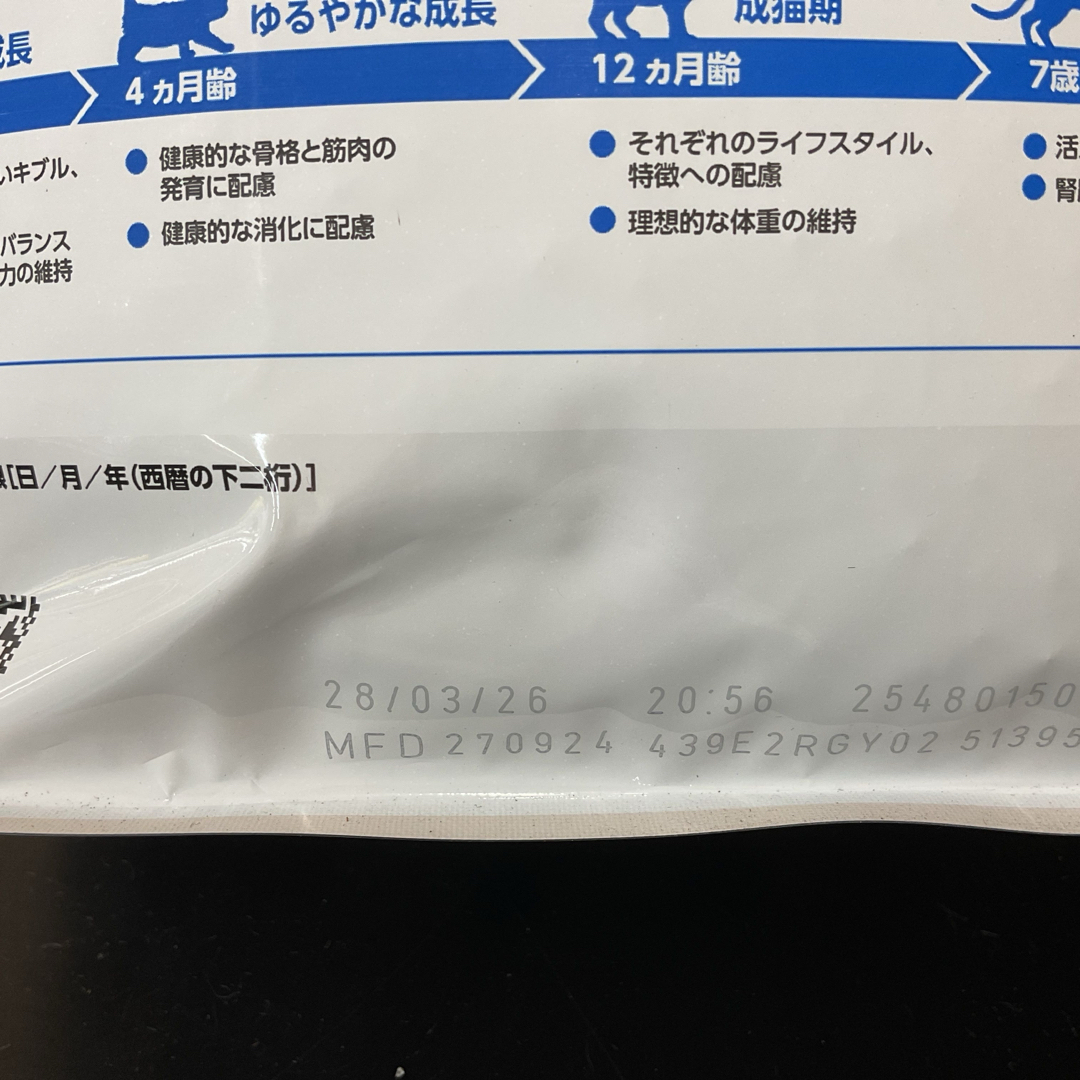 成長
ゆるやかな成長
成猫期
4ヵ月齢
12ヵ月齢
7歳
いキブル、
バランス
力の維持
● 健康的な骨格と筋肉の
発育に配慮
● 健康的な消化に配慮
● それぞれのライフスタイル、
特徴への配慮
● 理想的な体重の維持
● 活
● 腎
[日/月/年(西暦の下二桁)]
28/03/26 20:56 25480150
MFD 270924 439E2RGY02 51395